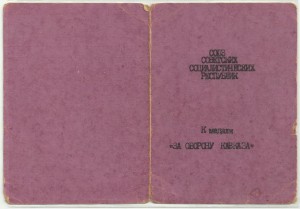 СОЮЗ
СОВЕТСКИХ
СОЦИАЛИСТИЧЕСКИХ
РЕСПУБЛИК
К медали
«ЗА ОБОРОНУ КАВКАЗА»